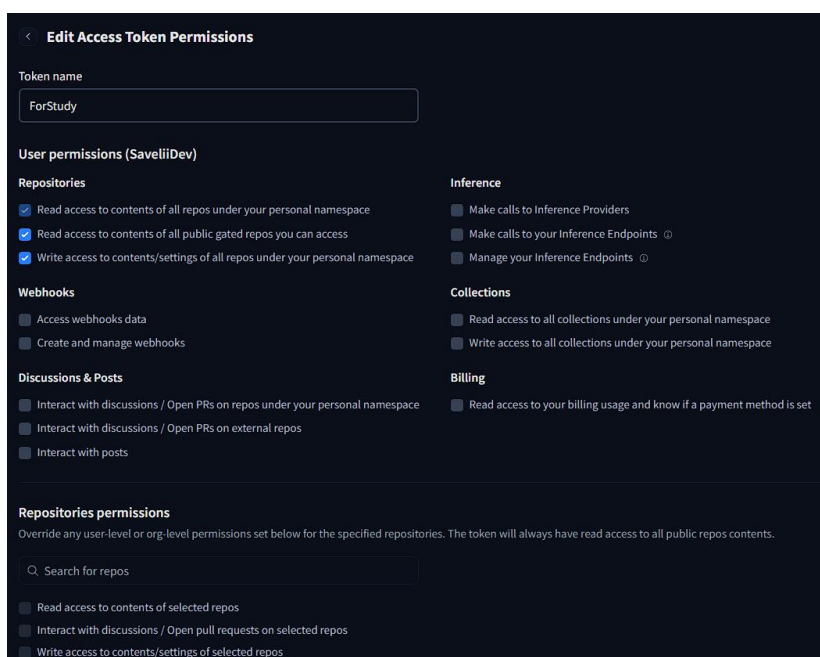 Edit Access Token Permissions
Token name
ForStudy
User permissions (SaveliiDev)
Repositories
Read access to contents of all repos under your personal namespace
Read access to contents of all public gated repos you can access
Write access to contents/settings of all repos under your personal namespace
Inference
Make calls to Inference Providers
Make calls to your Inference Endpoints
Manage your Inference Endpoints
Webhooks
Access webhooks data
Create and manage webhooks
Collections
Read access to all collections under your personal namespace
Write access to all collections under your personal namespace
Discussions & Posts
Interact with discussions / Open PRs on repos under your personal namespace
Interact with discussions / Open PRs on external repos
Interact with posts
Billing
Read access to your billing usage and know if a payment method is set
Repositories permissions
Override any user-level or org-level permissions set below for the specified repositories. The token will always have read access to all public repos contents.
Search for repos
Read access to contents of selected repos
Interact with discussions / Open pull requests on selected repos
Write access to contents/settings of selected repos